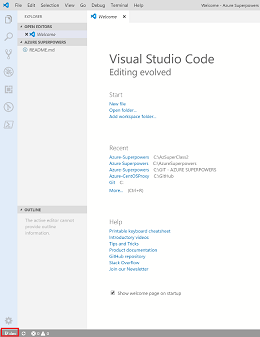 File Edit Selection View Go Debug Terminal Help Welcome - Azure Superpowers
EXPLORER
Welcome
OPEN EDITORS
Welcome
AZURE SUPERPOWERS
README.md
Visual Studio Code
Editing evolved
Start
New file
Open folder...
Add workspace folder...
Recent
Azure-Superpowers C:\AzSuperClass2
Azure Superpowers C:\AzureSuperpowers
Azure-Superpowers C:\GIT - AZURE SUPERPOWERS
Azure-CentOSProxy C:\GitHub
Git C:
More... (Ctrl+R)
Help
Printable keyboard cheatsheet
Introductory videos
Tips and Tricks
Product documentation
GitHub repository
Stack Overflow
Join our Newsletter
Show welcome page on startup
OUTLINE
The active editor cannot
provide outline
information.
dev 0 0